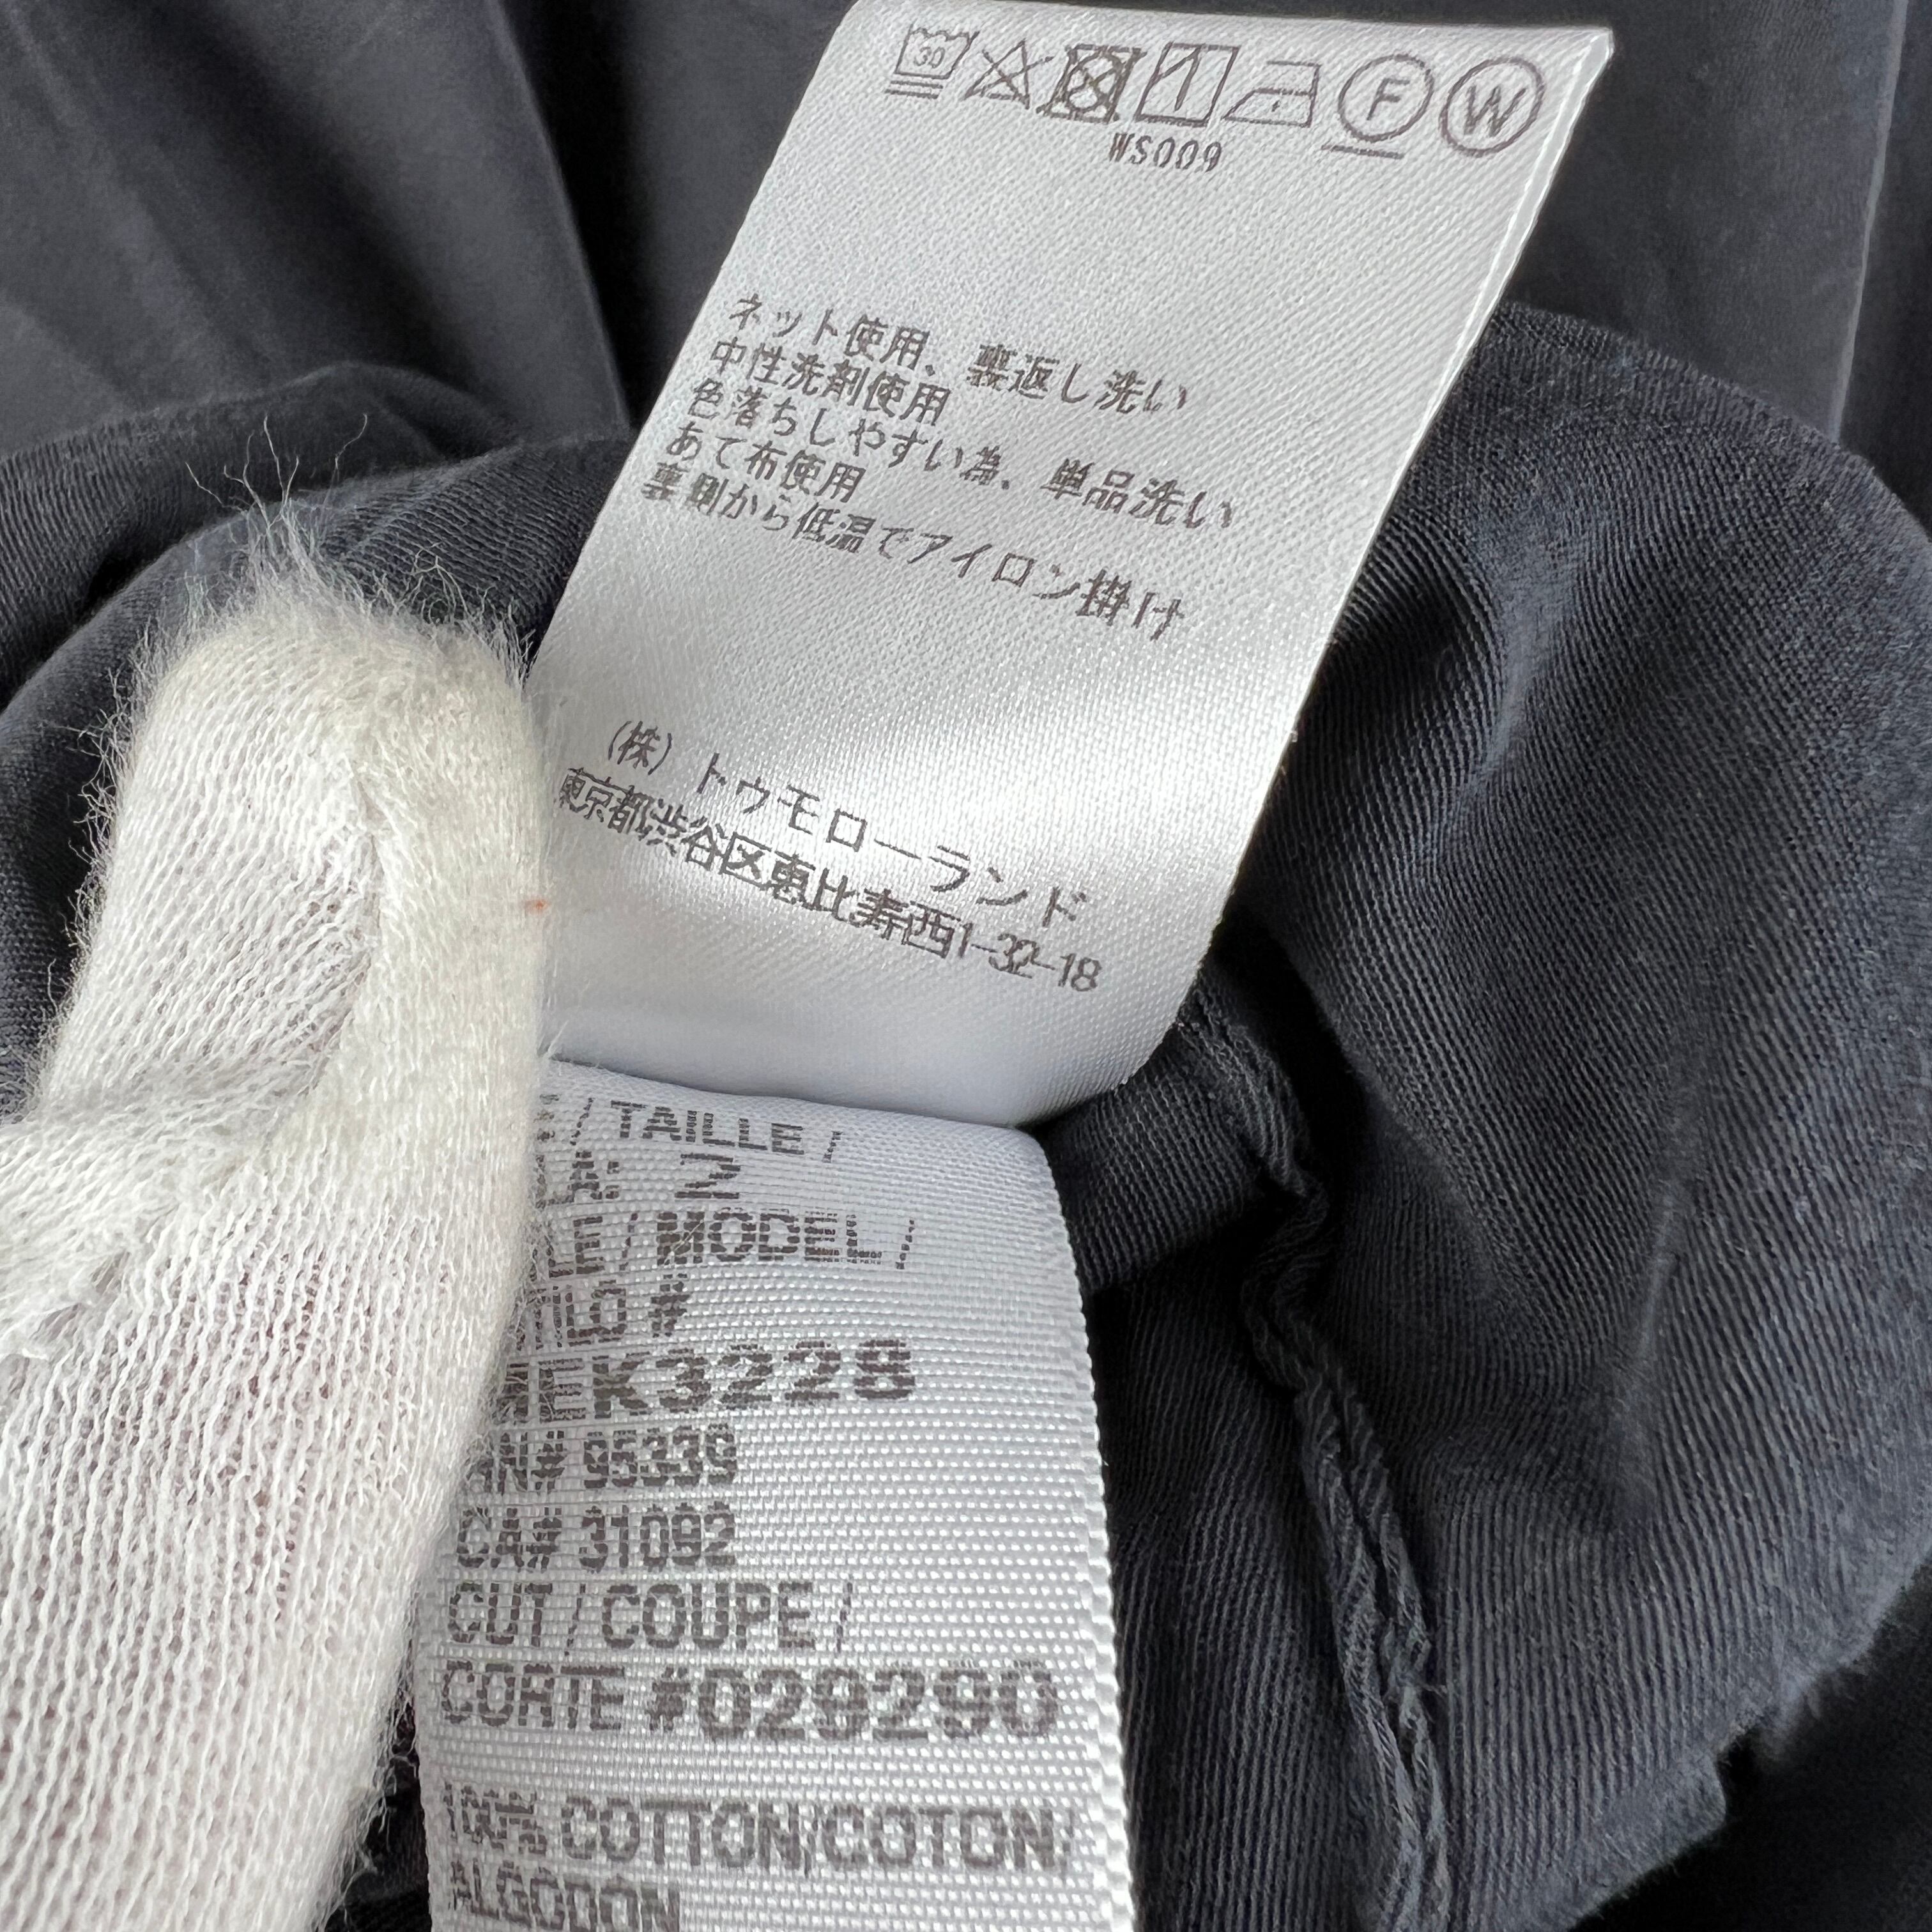 30 F W
WS009
ネット使用、裏返し洗い
中性洗剤使用
色落ちしやすい為、単品洗い
あて布使用
裏側から低温でアイロン掛け
(株)トゥモローランド
東京都渋谷区恵比寿西1-32-18
/ TAILLE /
2
/ MODEL /
#
3228
95339
CA# 31092
CUT / COUPE /
CORTE #029290
100% COTTON/COTON/
ALGODON